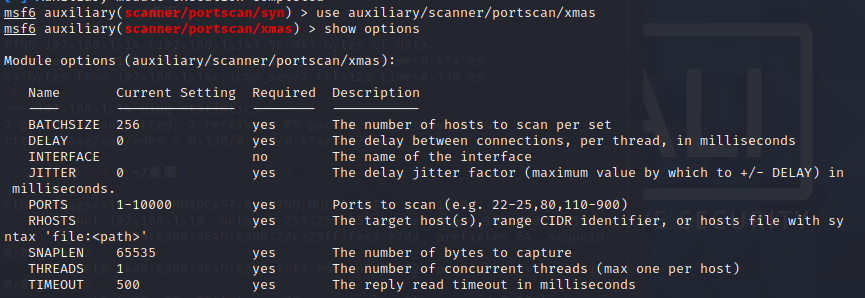 msf6 auxiliary(scanner/portscan/syn) > use auxiliary/scanner/portscan/xmas
msf6 auxiliary(scanner/portscan/xmas) > show options
Module options (auxiliary/scanner/portscan/xmas):
Name Current Setting Required Description
BATCHSIZE 256 yes The number of hosts to scan per set
DELAY 0 yes The delay between connections, per thread, in milliseconds
INTERFACE no The name of the interface
JITTER 0 yes The delay jitter factor (maximum value by which to +/- DELAY) in
milliseconds.
PORTS 1-10000 yes Ports to scan (e.g. 22-25,80,110-900)
RHOSTS yes The target host(s), range CIDR identifier, or hosts file with sy
ntax 'file:<path>'
SNAPLEN 65535 yes The number of bytes to capture
THREADS 1 yes The number of concurrent threads (max one per host)
TIMEOUT 500 yes The reply read timeout in milliseconds